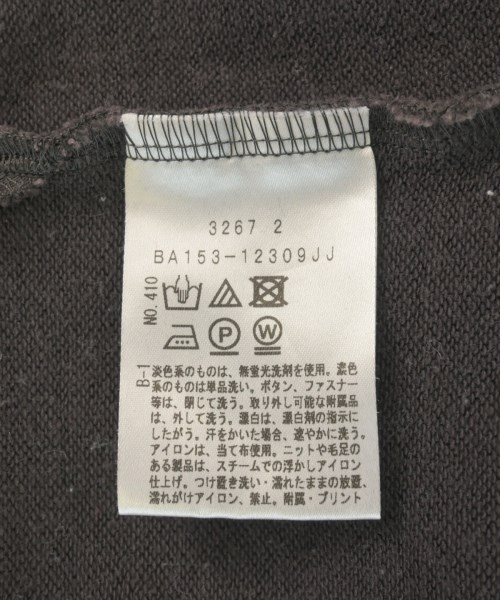 3267 2
BA153-12309JJ
NO.410
P
W
B-1
淡色系のものは、無蛍光洗剤を使用。濃色
系のものは単品洗い。ボタン、ファスナー
等は、閉じて洗う。取り外し可能な附属品
は、外して洗う。漂白は、漂白剤の指示に
したがう。汗をかいた場合、速やかに洗う。
アイロンは、当て布使用。ニットや毛足の
ある製品は、スチームでの浮かしアイロン
仕上げ。つけ置き洗い・濡れたままの放置、
濡れがけアイロン、禁止。附属・プリント